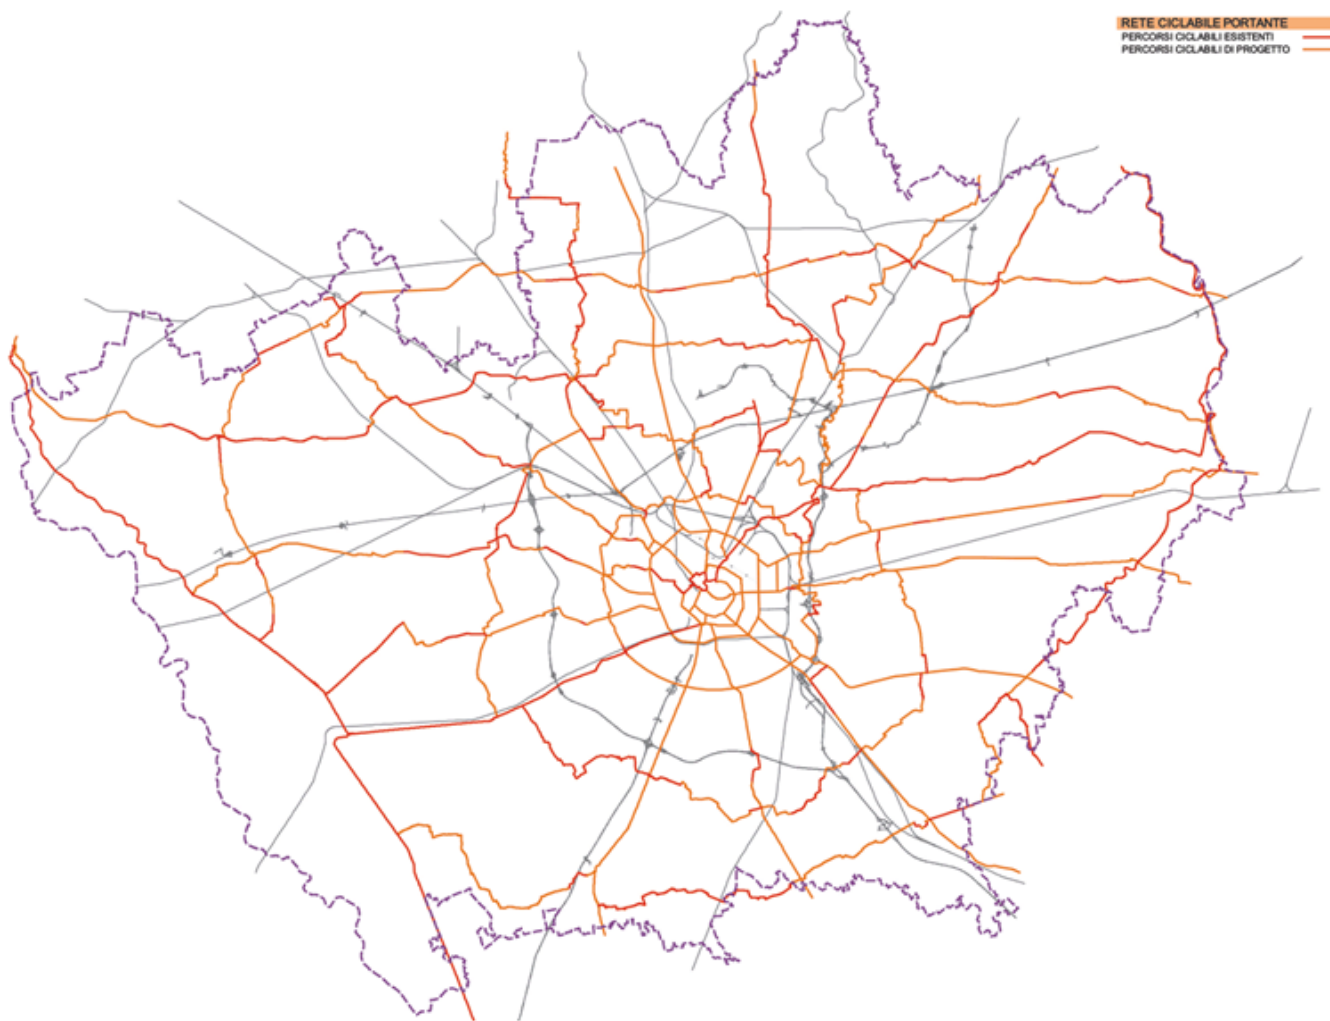 RETE CICLABILE PORTANTE
PERCORSI CICLABILI ESISTENTI
PERCORSI CICLABILI DI PROGETTO